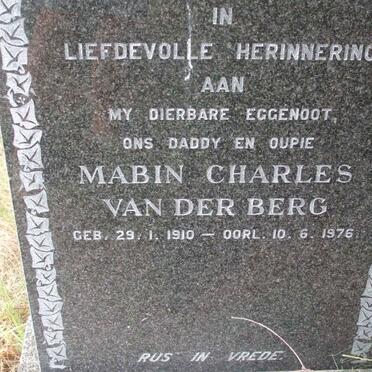 IN
LIEFDEVOLLE HERINNERING
AAN
MY DIERBARE EGGENOOT,
ONS DADDY EN OUPIE
MABIN CHARLES
VAN DER BERG
GEB. 29. 1. 1910 — OORL. 10. 6. 1976.
RUS IN VREDE.